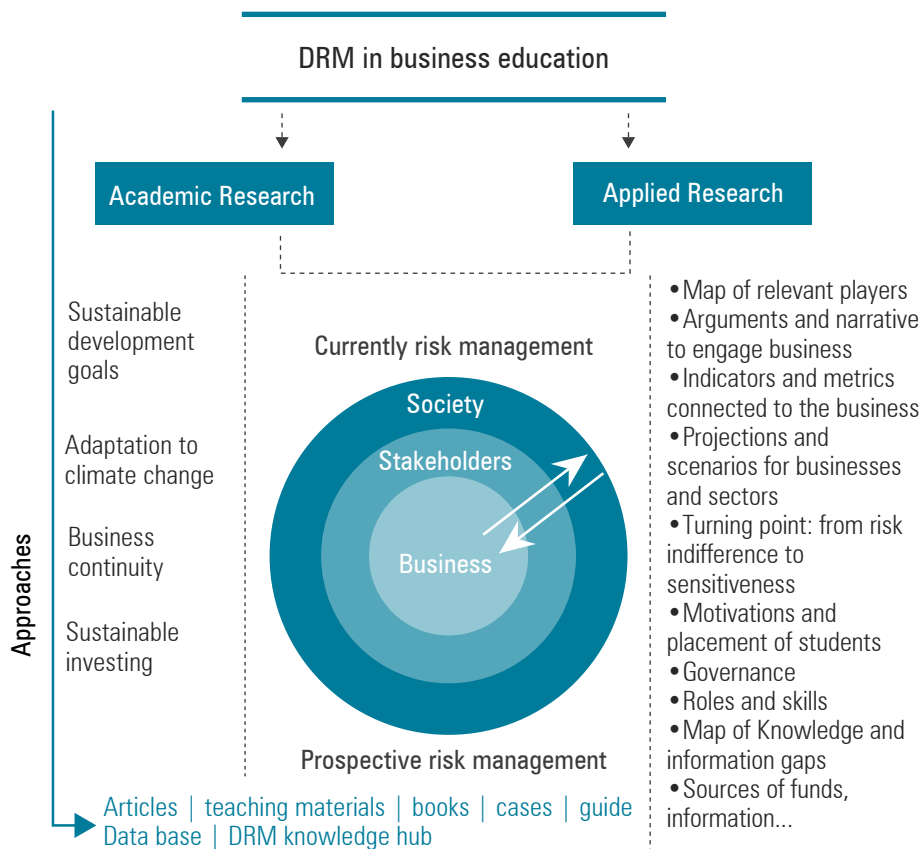 DRM in business education
Academic Research
Applied Research
Approaches
Sustainable
development
goals
Adaptation to
climate change
Business
continuity
Sustainable
investing
Currently risk management
Society
Stakeholders
Business
Prospective risk management
•Map of relevant players
•Arguments and narrative
to engage business
•Indicators and metrics
connected to the business
•Projections and
scenarios for businesses
and sectors
•Turning point: from risk
indifference to
sensitiveness
•Motivations and
placement of students
•Governance
•Roles and skills
•Map of Knowledge and
information gaps
•Sources of funds,
information...
Articles | teaching materials | books | cases | guide
Data base | DRM knowledge hub